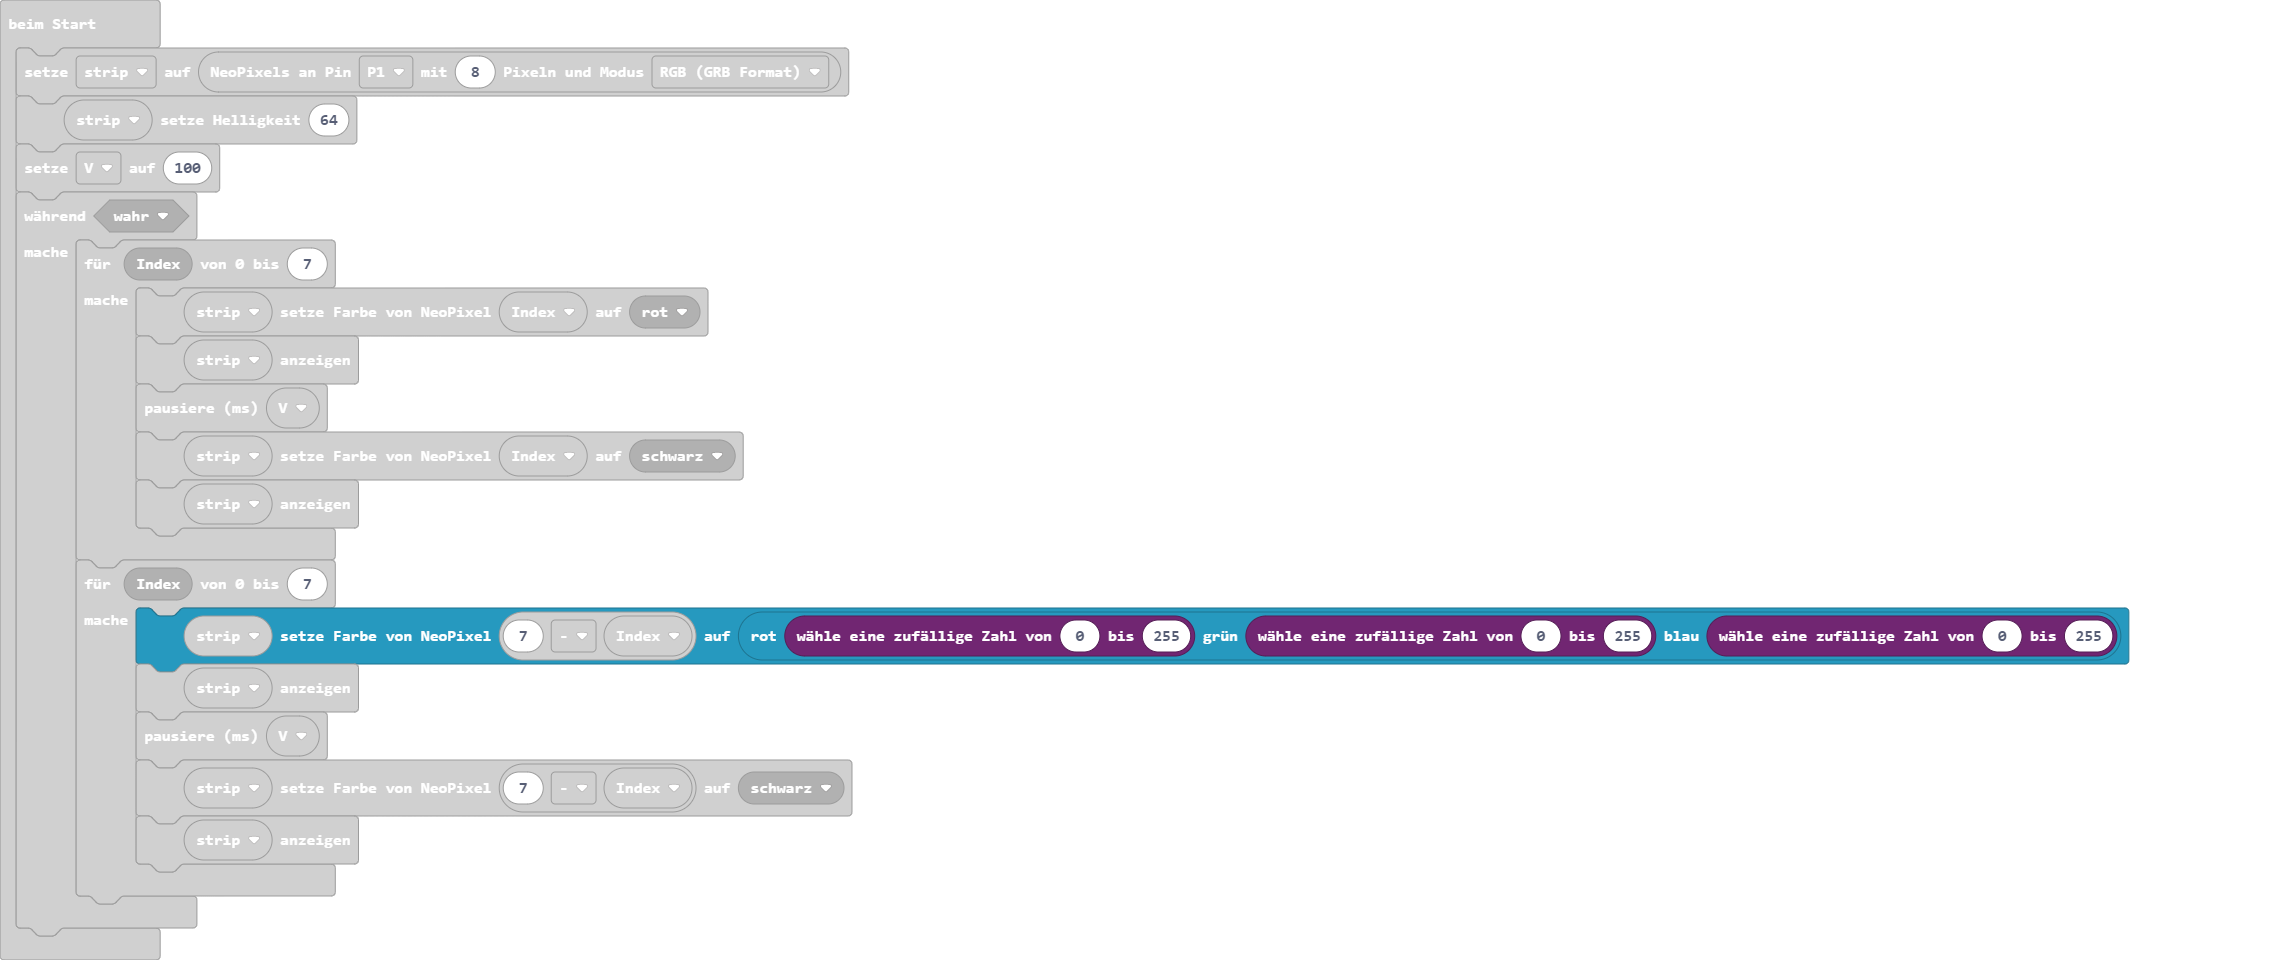 beim Start
setze strip auf NeoPixels an Pin P1 mit 8 Pixeln und Modus RGB (GRB Format)
strip setze Helligkeit 64
setze V auf 100
während wahr
mache
für Index von 0 bis 7
mache
strip setze Farbe von NeoPixel Index auf rot
strip anzeigen
pausiere (ms) V
strip setze Farbe von NeoPixel Index auf schwarz
strip anzeigen
für Index von 0 bis 7
mache
strip setze Farbe von NeoPixel 7 - Index auf rot wähle eine zufällige Zahl von 0 bis 255 grün wähle eine zufällige Zahl von 0 bis 255 blau wähle eine zufällige Zahl von 0 bis 255
strip anzeigen
pausiere (ms) V
strip setze Farbe von NeoPixel 7 - Index auf schwarz
strip anzeigen